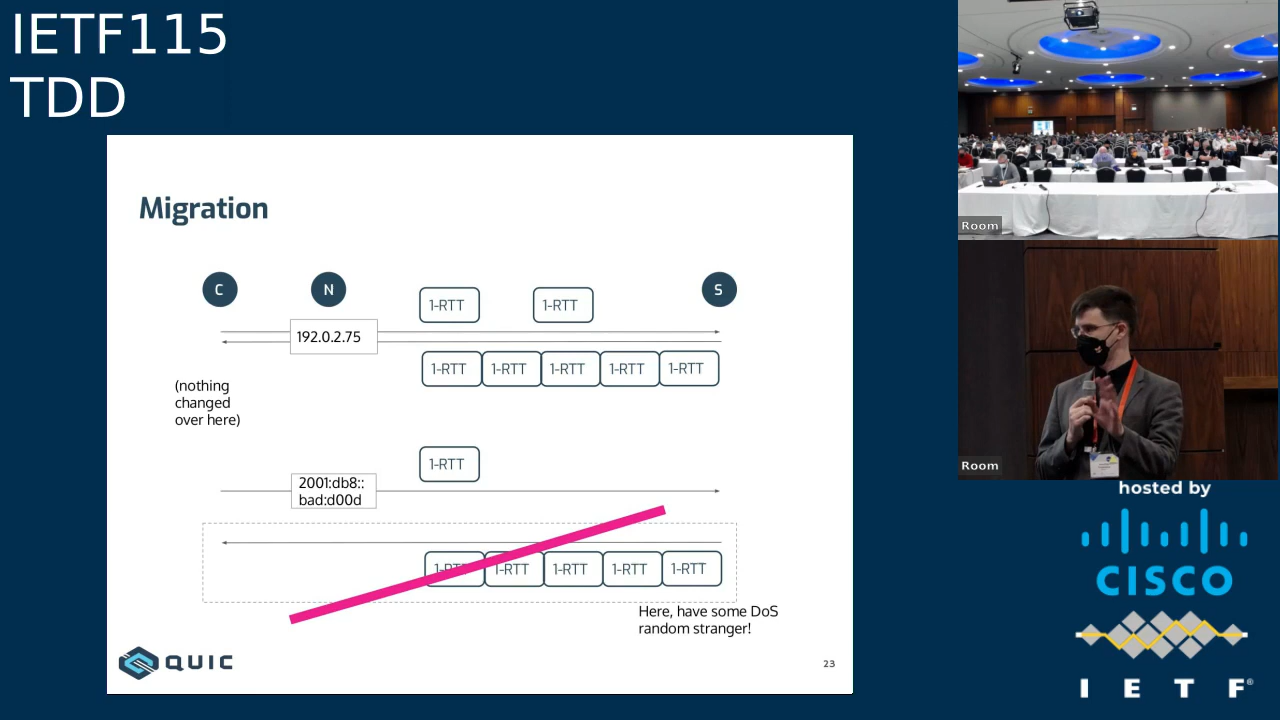 IETF115
TDD
Migration
C
N
S
1-RTT
1-RTT
192.0.2.75
1-RTT
1-RTT
1-RTT
1-RTT
1-RTT
(nothing
changed
over here)
1-RTT
2001:db8::
bad:d00d
1-RTT
1-RTT
1-RTT
1-RTT
1-RTT
Here, have some DoS
random stranger!
QUIC
23
Room
Room
hosted by
CISCO
I E T F®